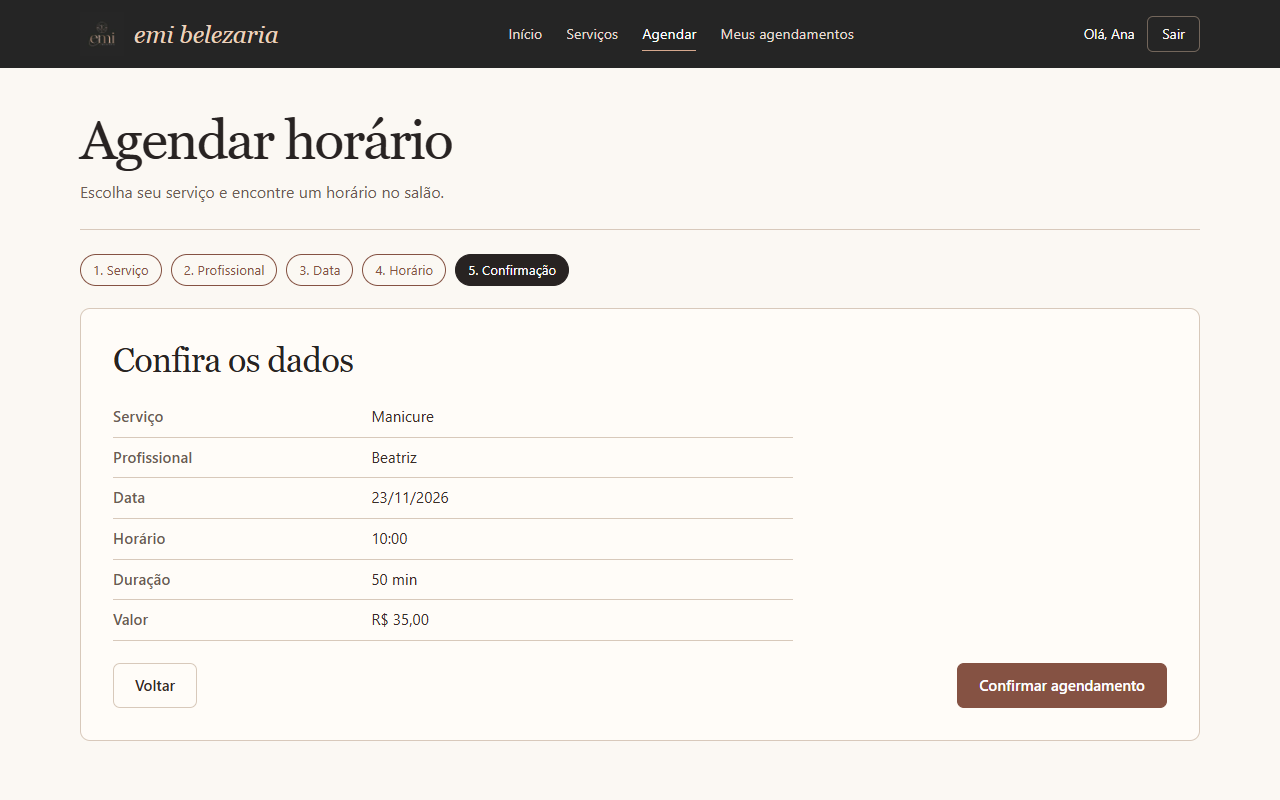 emi emi belezaria Início Serviços Agendar Meus agendamentos Olá, Ana Sair
Agendar horário
Escolha seu serviço e encontre um horário no salão.
1. Serviço 2. Profissional 3. Data 4. Horário 5. Confirmação
Confira os dados
Serviço Manicure
Profissional Beatriz
Data 23/11/2026
Horário 10:00
Duração 50 min
Valor R$ 35,00
Voltar Confirmar agendamento